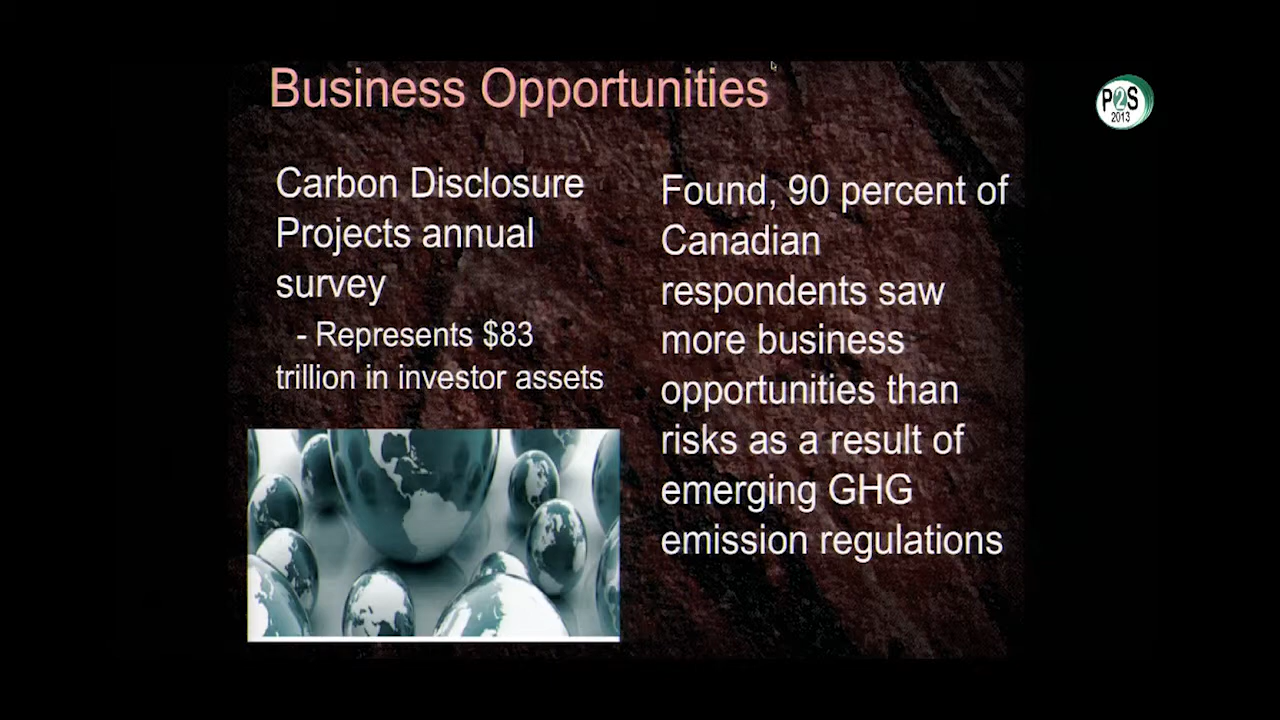 Business Opportunities
P2S
2013
Carbon Disclosure
Projects annual
survey
- Represents $83
trillion in investor assets
Found, 90 percent of
Canadian
respondents saw
more business
opportunities than
risks as a result of
emerging GHG
emission regulations